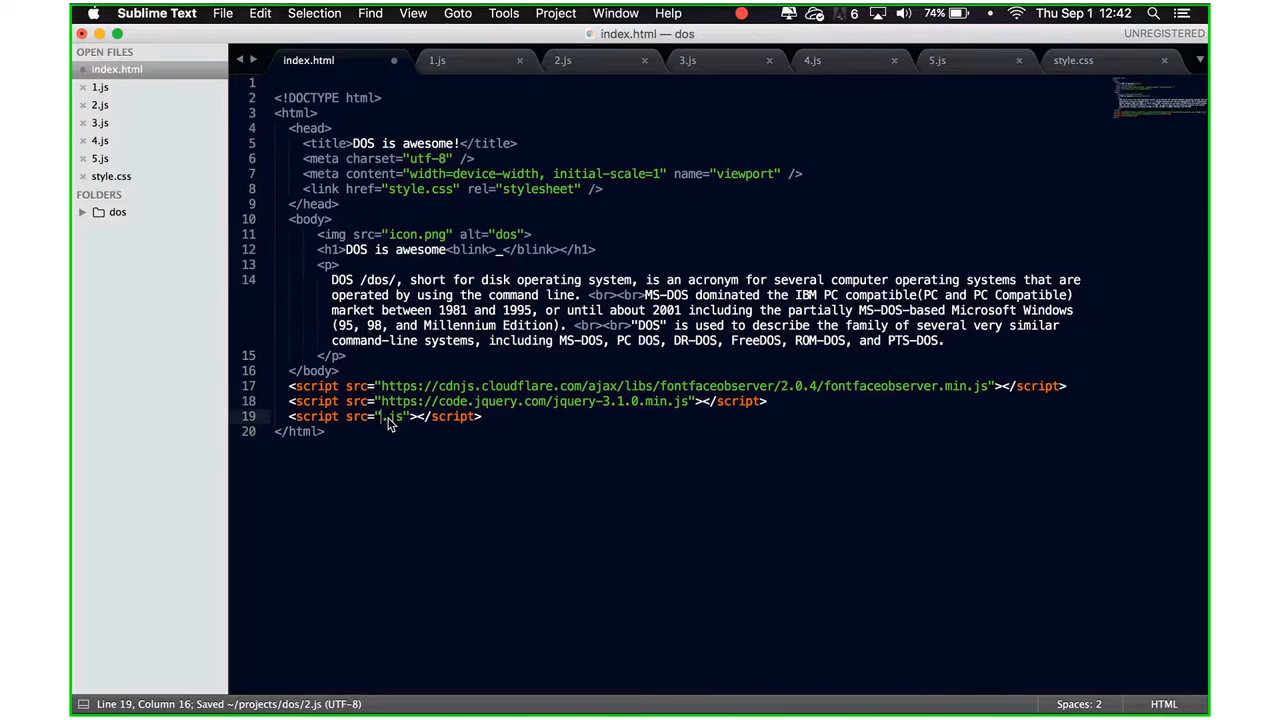 Sublime Text File Edit Selection Find View Goto Tools Project Window Help 6 74% Thu Sep 1 12:42
index.html — dos UNREGISTERED
OPEN FILES
index.html
1.js
2.js
3.js
4.js
5.js
style.css
FOLDERS
dos
index.html 1.js 2.js 3.js 4.js 5.js style.css
1
2 <!DOCTYPE html>
3 <html>
4 <head>
5 <title>DOS is awesome!</title>
6 <meta charset="utf-8" />
7 <meta content="width=device-width, initial-scale=1" name="viewport" />
8 <link href="style.css" rel="stylesheet" />
9 </head>
10 <body>
11 <img src="icon.png" alt="dos">
12 <h1>DOS is awesome<blink>_</blink></h1>
13 <p>
14 DOS /dos/, short for disk operating system, is an acronym for several computer operating systems that are
operated by using the command line. <br><br>MS-DOS dominated the IBM PC compatible(PC and PC Compatible)
market between 1981 and 1995, or until about 2001 including the partially MS-DOS-based Microsoft Windows
(95, 98, and Millennium Edition). <br><br>"DOS" is used to describe the family of several very similar
command-line systems, including MS-DOS, PC DOS, DR-DOS, FreeDOS, ROM-DOS, and PTS-DOS.
15 </p>
16 </body>
17 <script src="https://cdnjs.cloudflare.com/ajax/libs/fontfaceobserver/2.0.4/fontfaceobserver.min.js"></script>
18 <script src="https://code.jquery.com/jquery-3.1.0.min.js"></script>
19 <script src=".js"></script>
20 </html>
Line 19, Column 16; Saved ~/projects/dos/2.js (UTF-8) Spaces: 2 HTML